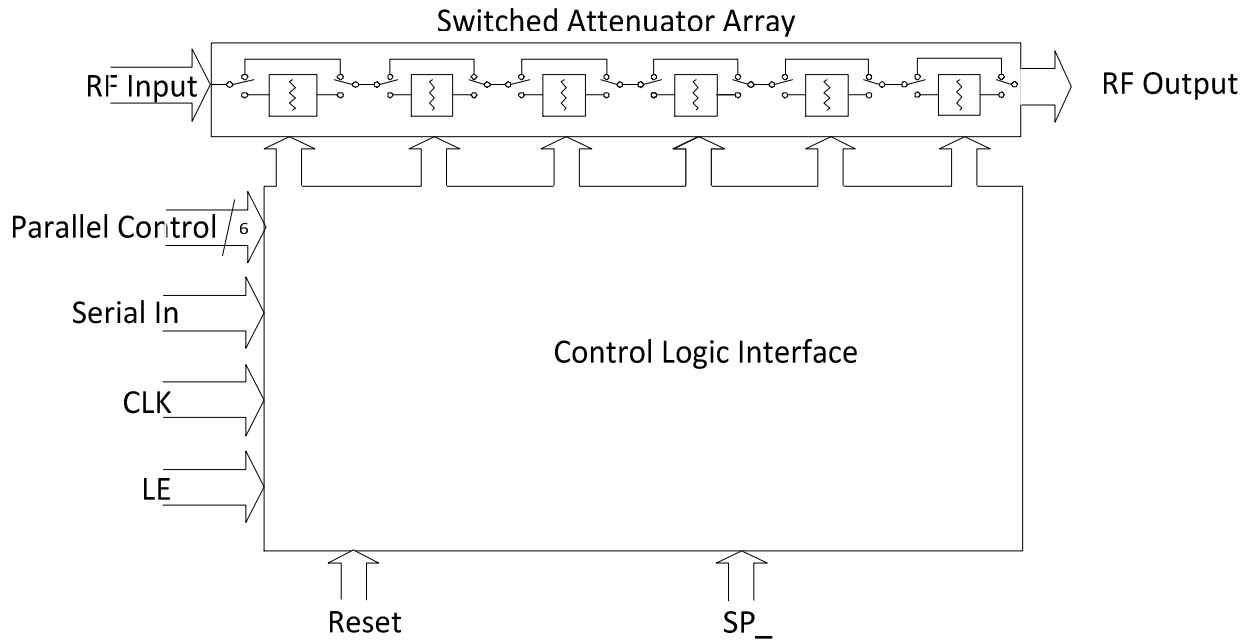 Switched Attenuator Array
RF Input
RF Output
Parallel Control
6
Serial In
Control Logic Interface
CLK
LE
Reset
SP_